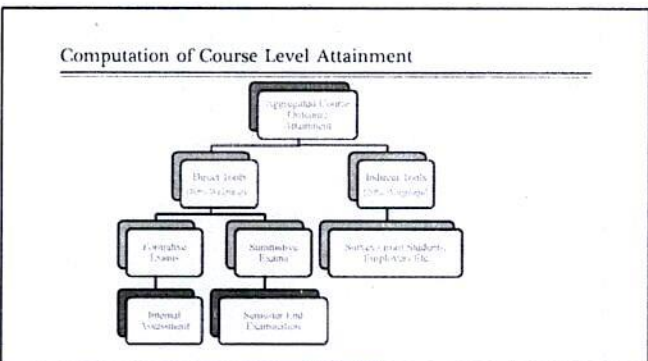 Computation of Course Level Attainment
Aggregated Course
Outcome
Attainment
Direct Tools
Indirect Tools
Formative
Exams
Summative
Exams
Surveys from Students,
Employers Etc.
Internal
Assessment
Semester End
Examination